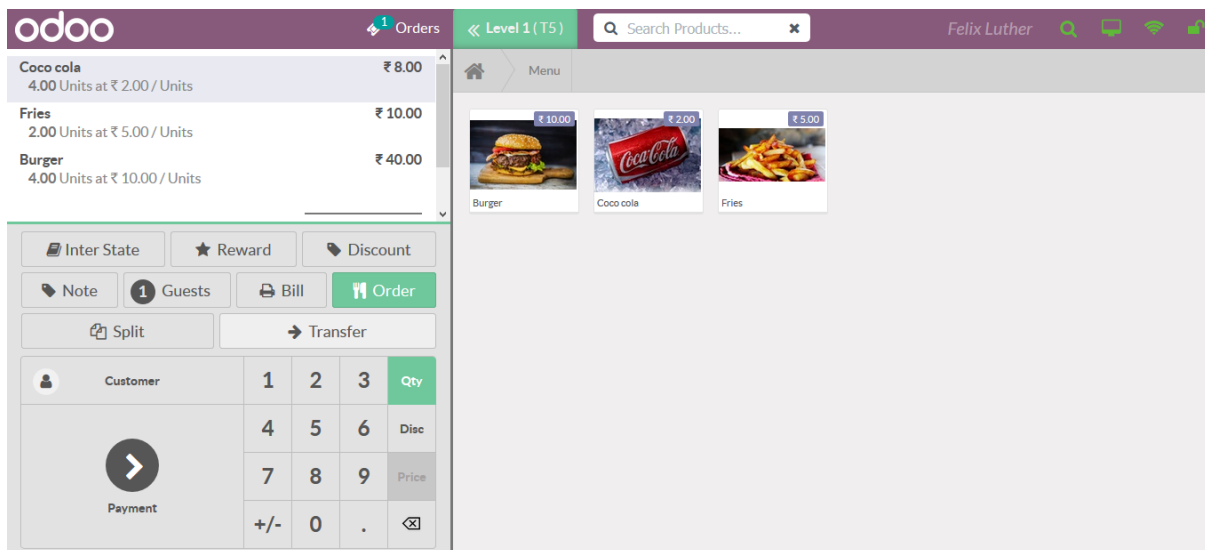 odoo
1 Orders
Level 1 ( T5 )
Search Products...
Felix Luther
Coco cola ₹ 8.00
4.00 Units at ₹ 2.00 / Units
Fries ₹ 10.00
2.00 Units at ₹ 5.00 / Units
Burger ₹ 40.00
4.00 Units at ₹ 10.00 / Units
Menu
₹ 10.00
Burger
₹ 2.00
Coca-Cola
Coco cola
₹ 5.00
Fries
Inter State Reward Discount
Note 1 Guests Bill Order
Split Transfer
Customer 1 2 3 Qty
4 5 6 Disc
7 8 9 Price
Payment
+/- 0 .